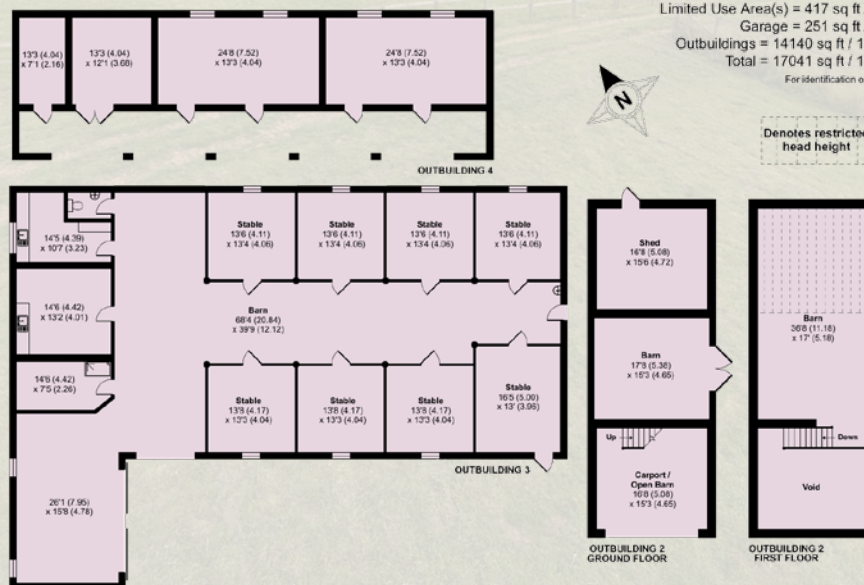 Limited Use Area(s) = 417 sq ft
Garage = 251 sq ft
Outbuildings = 14140 sq ft / 1
Total = 17041 sq ft / 1
For identification o
Denotes restricted
head height
N
13'3 (4.04)
x 7'1 (2.16)
13'3 (4.04)
x 12'1 (3.68)
24'8 (7.52)
x 13'3 (4.04)
24'8 (7.52)
x 13'3 (4.04)
OUTBUILDING 4
14'5 (4.39)
x 10'7 (3.23)
Stable
13'6 (4.11)
x 13'4 (4.06)
Stable
13'6 (4.11)
x 13'4 (4.06)
Stable
13'6 (4.11)
x 13'4 (4.06)
Stable
13'6 (4.11)
x 13'4 (4.06)
14'6 (4.42)
x 13'2 (4.01)
Barn
68'4 (20.84)
x 39'9 (12.12)
14'6 (4.42)
x 7'5 (2.26)
Stable
13'8 (4.17)
x 13'3 (4.04)
Stable
13'8 (4.17)
x 13'3 (4.04)
Stable
13'8 (4.17)
x 13'3 (4.04)
Stable
16'5 (5.00)
x 13' (3.96)
26'1 (7.95)
x 15'8 (4.78)
OUTBUILDING 3
Shed
16'8 (5.08)
x 15'6 (4.72)
Barn
17'8 (5.38)
x 15'3 (4.65)
Up
Carport /
Open Barn
16'8 (5.08)
x 15'3 (4.65)
OUTBUILDING 2
GROUND FLOOR
Barn
36'8 (11.18)
x 17' (5.18)
Down
Void
OUTBUILDING 2
FIRST FLOOR